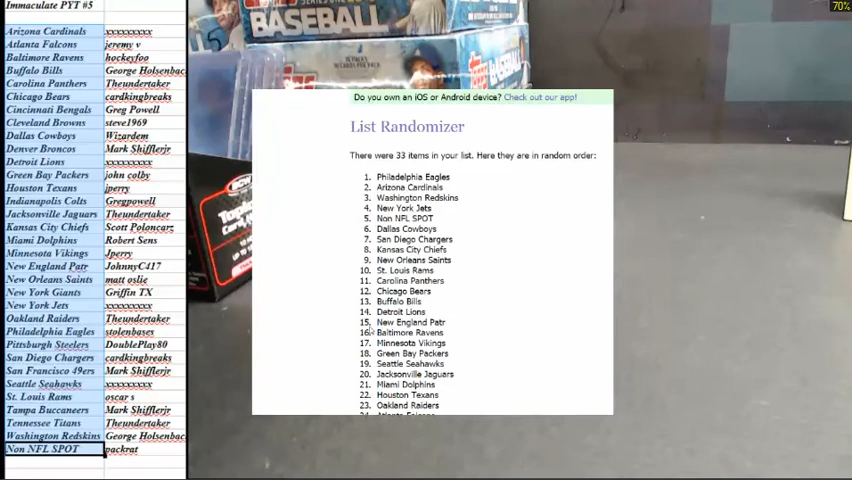 Immaculate PYT #5
Arizona Cardinals xxxxxxxxx
Atlanta Falcons jeremy v
Baltimore Ravens hockeyfoo
Buffalo Bills George Holsenbac
Carolina Panthers Theundertaker
Chicago Bears cardkingbreaks
Cincinnati Bengals Greg Powell
Cleveland Browns steve1969
Dallas Cowboys Wizardem
Denver Broncos Mark Shifflerjr
Detroit Lions xxxxxxxxx
Green Bay Packers john colby
Houston Texans jperry
Indianapolis Colts Gregpowell
Jacksonville Jaguars Theundertaker
Kansas City Chiefs Scott Poloncarz
Miami Dolphins Robert Sens
Minnesota Vikings Jperry
New England Patr JohnnyC417
New Orleans Saints matt oslie
New York Giants Griffin TX
New York Jets xxxxxxxxx
Oakland Raiders Theundertaker
Philadelphia Eagles stolenbases
Pittsburgh Steelers DoublePlay80
San Diego Chargers cardkingbreaks
San Francisco 49ers Mark Shifflerjr
Seattle Seahawks xxxxxxxxx
St. Louis Rams oscar s
Tampa Buccaneers Mark Shifflerjr
Tennessee Titans Theundertaker
Washington Redskins George Holsenbac
Non NFL SPOT packrat
BASEBALL
Topps
BASEBALL
Do you own an iOS or Android device? Check out our app!
List Randomizer
There were 33 items in your list. Here they are in random order:
1. Philadelphia Eagles
2. Arizona Cardinals
3. Washington Redskins
4. New York Jets
5. Non NFL SPOT
6. Dallas Cowboys
7. San Diego Chargers
8. Kansas City Chiefs
9. New Orleans Saints
10. St. Louis Rams
11. Carolina Panthers
12. Chicago Bears
13. Buffalo Bills
14. Detroit Lions
15. New England Patr
16. Baltimore Ravens
17. Minnesota Vikings
18. Green Bay Packers
19. Seattle Seahawks
20. Jacksonville Jaguars
21. Miami Dolphins
22. Houston Texans
23. Oakland Raiders
24. Atlanta Falcons
70%